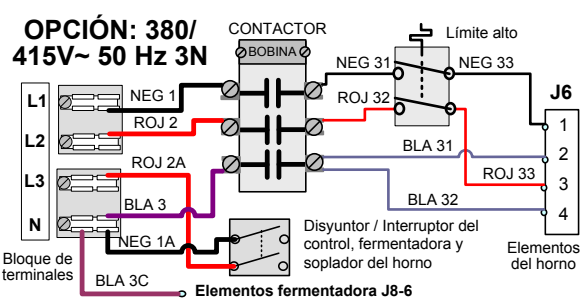 OPCIÓN: 380/
415V~ 50 Hz 3N
CONTACTOR
BOBINA
Límite alto
L1
L2
L3
N
NEG 1
ROJ 2
ROJ 2A
BLA 3
NEG 1A
BLA 3C
NEG 31
ROJ 32
NEG 33
BLA 31
ROJ 33
BLA 32
J6
1
2
3
4
Elementos
del horno
Bloque de
terminales
Disyuntor / Interruptor del
control, fermentadora y
soplador del horno
Elementos fermentadora J8-6